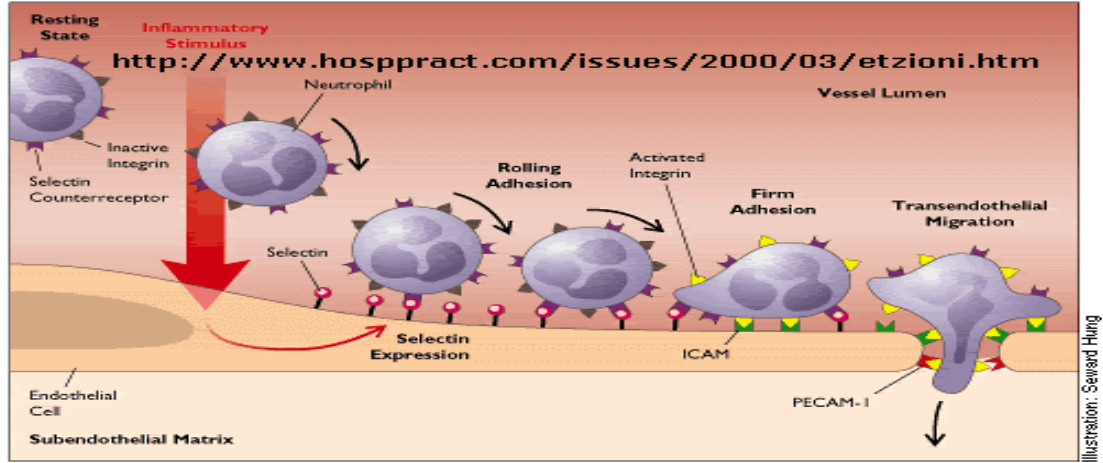 Resting
State
Inflammatory
Stimulus
http://www.hosppract.com/issues/2000/03/etzioni.htm
Neutrophil
Vessel Lumen
Inactive
Integrin
Selectin
Counterreceptor
Rolling
Adhesion
Activated
Integrin
Firm
Adhesion
Transendothelial
Migration
Selectin
Selectin
Expression
ICAM
PECAM-1
Endothelial
Cell
Subendothelial Matrix
Illustration: Seward Hung